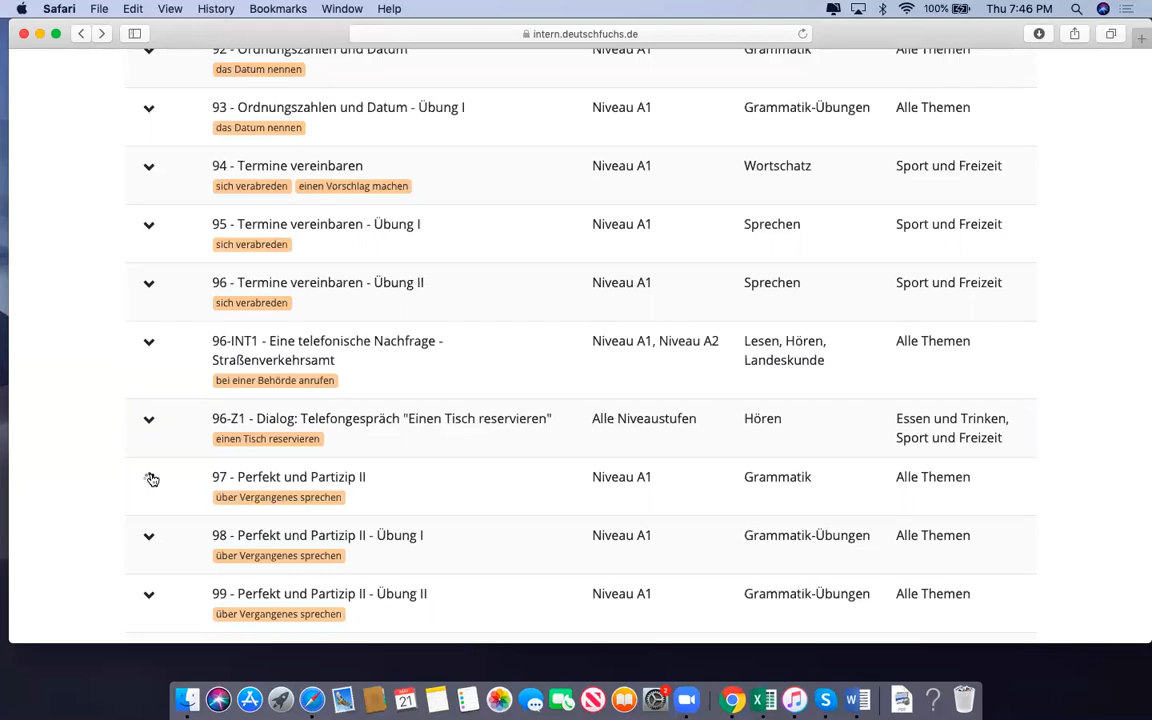 Safari File Edit View History Bookmarks Window Help 100% Thu 7:46 PM
intern.deutschfuchs.de
92 - Ordnungszahlen und Datum Niveau A1 Grammatik Alle Themen
das Datum nennen
93 - Ordnungszahlen und Datum - Übung I Niveau A1 Grammatik-Übungen Alle Themen
das Datum nennen
94 - Termine vereinbaren Niveau A1 Wortschatz Sport und Freizeit
sich verabreden einen Vorschlag machen
95 - Termine vereinbaren - Übung I Niveau A1 Sprechen Sport und Freizeit
sich verabreden
96 - Termine vereinbaren - Übung II Niveau A1 Sprechen Sport und Freizeit
sich verabreden
96-INT1 - Eine telefonische Nachfrage - Niveau A1, Niveau A2 Lesen, Hören, Alle Themen
Straßenverkehrsamt Landeskunde
bei einer Behörde anrufen
96-Z1 - Dialog: Telefongespräch "Einen Tisch reservieren" Alle Niveaustufen Hören Essen und Trinken,
einen Tisch reservieren Sport und Freizeit
97 - Perfekt und Partizip II Niveau A1 Grammatik Alle Themen
über Vergangenes sprechen
98 - Perfekt und Partizip II - Übung I Niveau A1 Grammatik-Übungen Alle Themen
über Vergangenes sprechen
99 - Perfekt und Partizip II - Übung II Niveau A1 Grammatik-Übungen Alle Themen
über Vergangenes sprechen
21
2